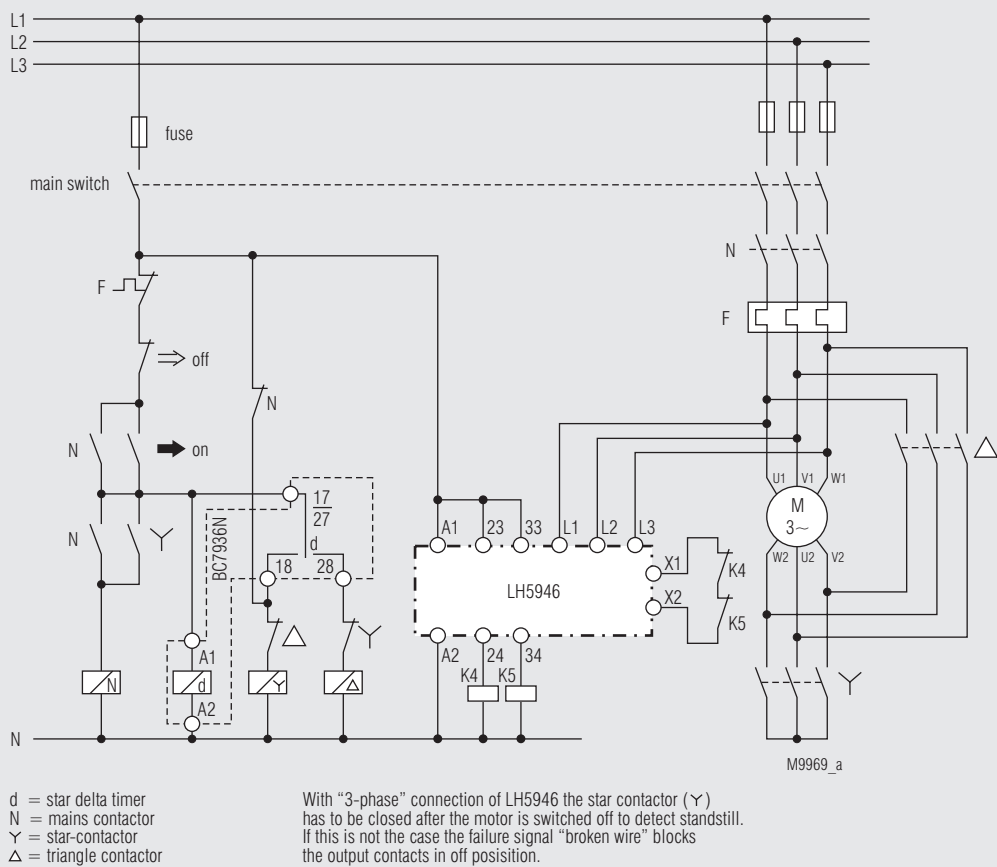 L1
L2
L3
fuse
main switch
N
F
F
off
N
N
on
17
27
d
BC7936N
N
18
28
A1
23
33
L1
L2
L3
U1
V1
W1
M
3~
W2
U2
V2
X1
K4
LH5946
X2
K5
A1
A2
24
34
K4
K5
N
d
Y
△
A2
N
M9969_a
d = star delta timer
N = mains contactor
Y = star-contactor
△ = triangle contactor
With “3-phase” connection of LH5946 the star contactor (Y)
has to be closed after the motor is switched off to detect standstill.
If this is not the case the failure signal “broken wire” blocks
the output contacts in off posisition.